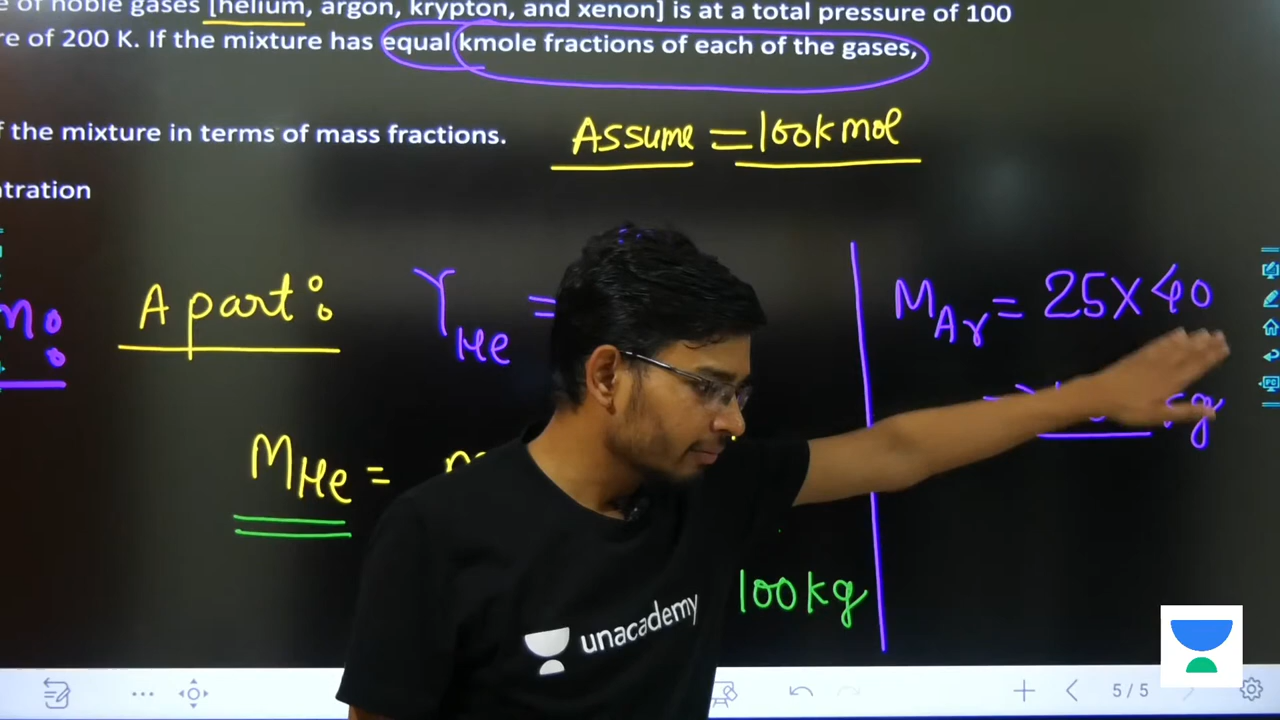 of noble gases [helium, argon, krypton, and xenon] is at a total pressure of 100
re of 200 K. If the mixture has equal kmole fractions of each of the gases,
the mixture in terms of mass fractions.
Assume = 100 kmol
A part:
Y He =
M Ar = 25 X 40
kg
M He =
100 kg
unacademy
5 / 5